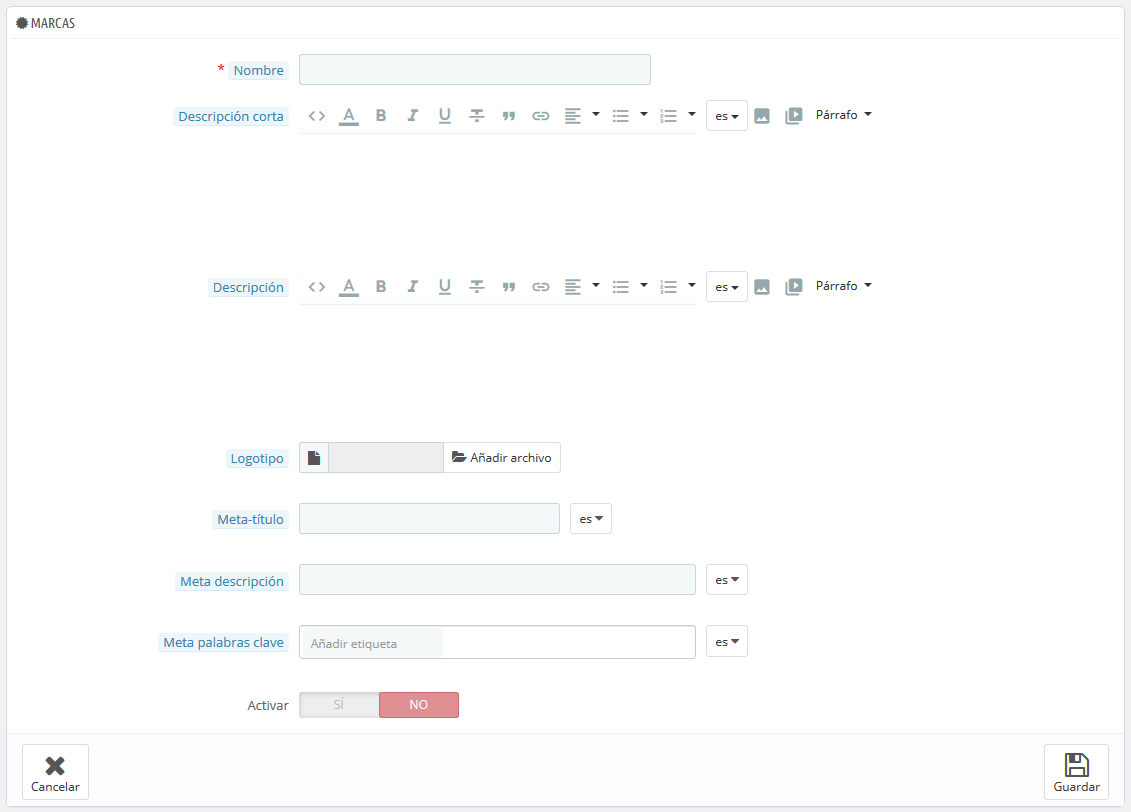 MARCAS
* Nombre
Descripción corta A B I U es Párrafo
Descripción A B I U es Párrafo
Logotipo Añadir archivo
Meta-título es
Meta descripción es
Meta palabras clave Añadir etiqueta es
Activar SÍ NO
Cancelar Guardar